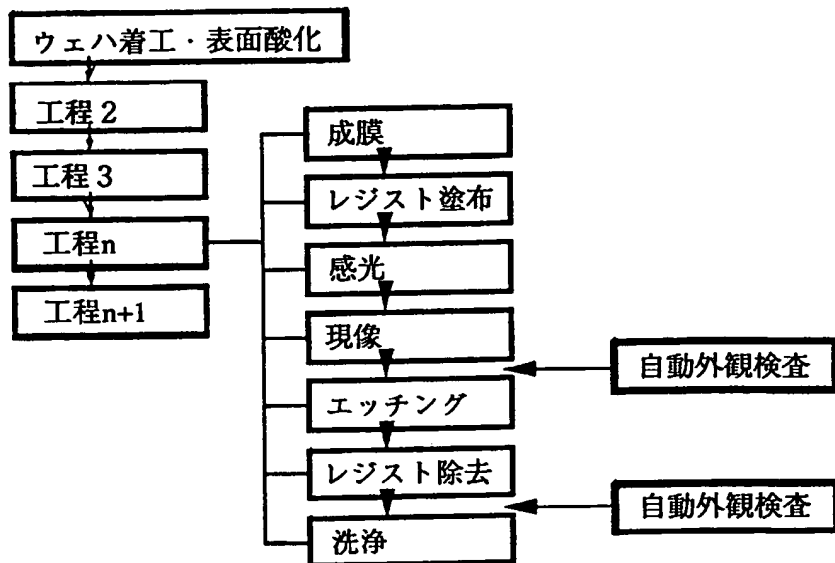 ウェハ着工・表面酸化
工程2
工程3
工程n
工程n+1
成膜
レジスト塗布
感光
現像
エッチング
レジスト除去
洗浄
自動外観検査
自動外観検査